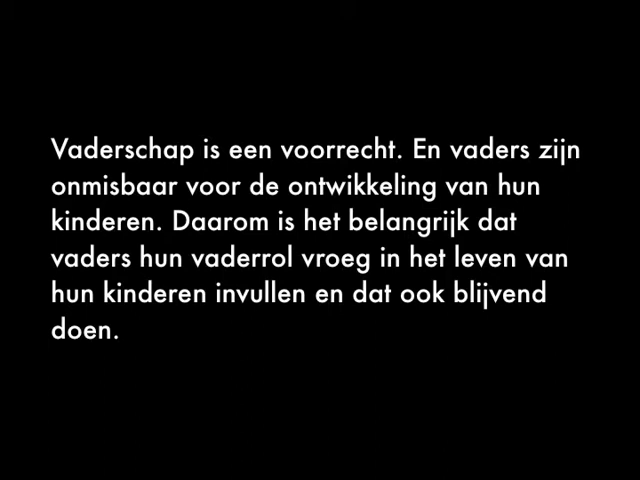 Vaderschap is een voorrecht. En vaders zijn
onmisbaar voor de ontwikkeling van hun
kinderen. Daarom is het belangrijk dat
vaders hun vaderrol vroeg in het leven van
hun kinderen invullen en dat ook blijvend
doen.